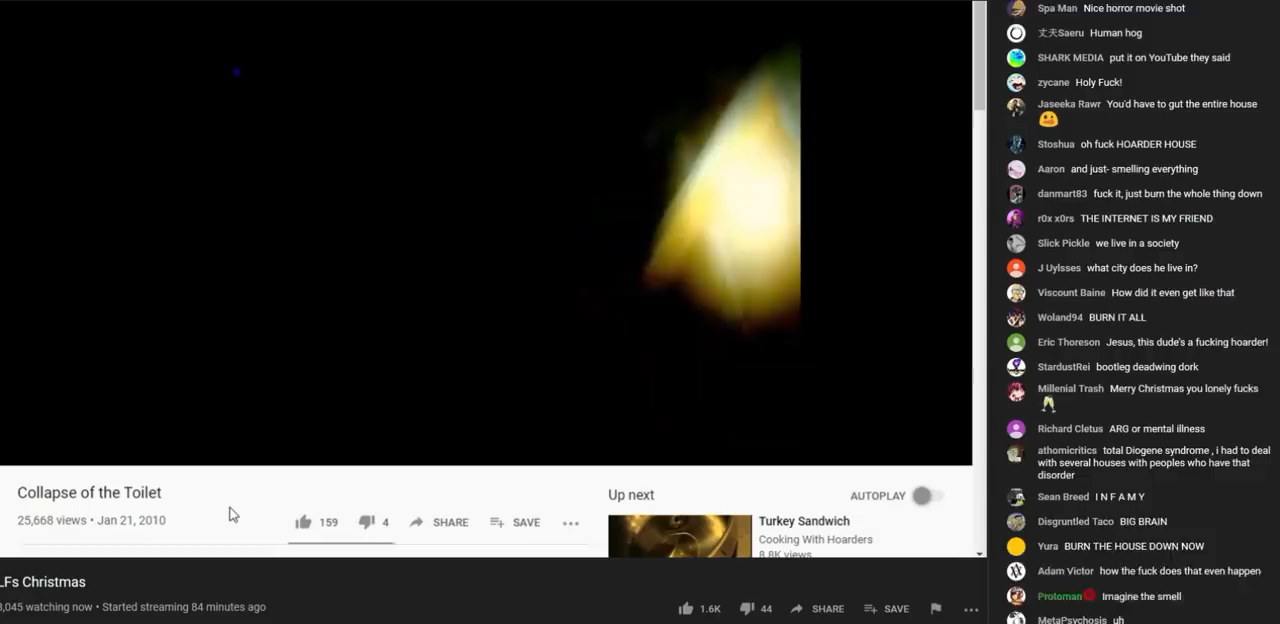 Spa Man Nice horror movie shot
丈夫Saeru Human hog
SHARK MEDIA put it on YouTube they said
zycane Holy Fuck!
Jaseeka Rawr You'd have to gut the entire house
Stoshua oh fuck HOARDER HOUSE
Aaron and just- smelling everything
danmart83 fuck it, just burn the whole thing down
r0x x0rs THE INTERNET IS MY FRIEND
Slick Pickle we live in a society
J Uylsses what city does he live in?
Viscount Baine How did it even get like that
Woland94 BURN IT ALL
Eric Thoreson Jesus, this dude's a fucking hoarder!
StardustRei bootleg deadwing dork
Millenial Trash Merry Christmas you lonely fucks
Richard Cletus ARG or mental illness
athomicritics total Diogene syndrome , i had to deal
with several houses with peoples who have that
disorder
Sean Breed I N F A M Y
Disgruntled Taco BIG BRAIN
Yura BURN THE HOUSE DOWN NOW
Adam Victor how the fuck does that even happen
Protoman Imagine the smell
MetaPsychosis uh
Collapse of the Toilet
25,668 views • Jan 21, 2010
159 4 SHARE SAVE
Up next AUTOPLAY
Turkey Sandwich
Cooking With Hoarders
8.8K views
LFs Christmas
3,045 watching now • Started streaming 84 minutes ago
1.6K 44 SHARE SAVE